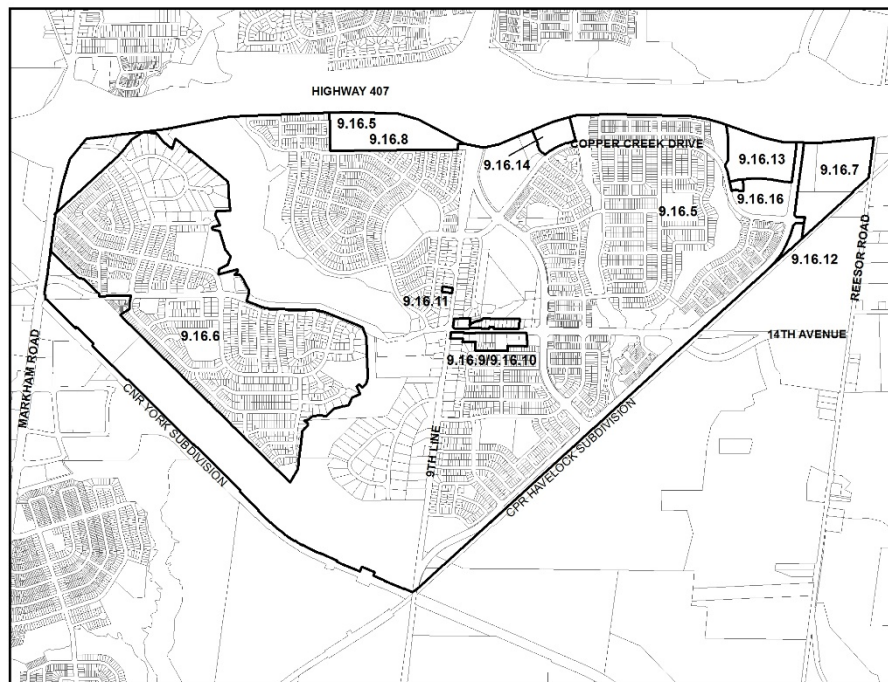 HIGHWAY 407
9.16.5
9.16.8
9.16.14
COPPER CREEK DRIVE
9.16.13
9.16.7
9.16.5
9.16.16
9.16.12
REESOR ROAD
9.16.11
9.16.6
14TH AVENUE
9.16.9/9.16.10
MARKHAM ROAD
CNR YORK SUBDIVISION
9TH LINE
CPR HAVELOCK SUBDIVISION